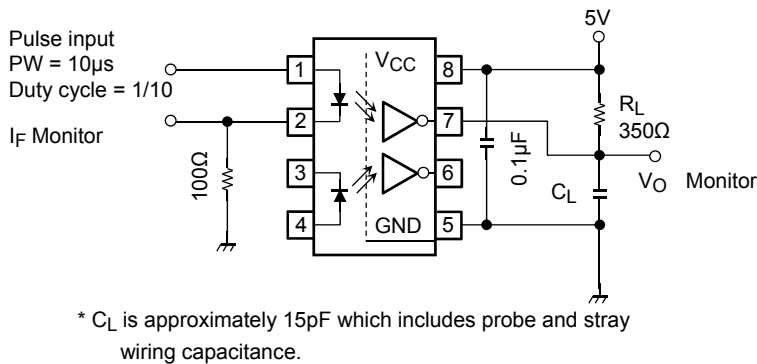 5V
Pulse input
PW = 10μs
Duty cycle = 1/10
IF Monitor
100Ω
1
2
3
4
VCC
GND
8
7
6
5
0.1μF
RL
350Ω
CL
VO Monitor
* CL is approximately 15pF which includes probe and stray
wiring capacitance.